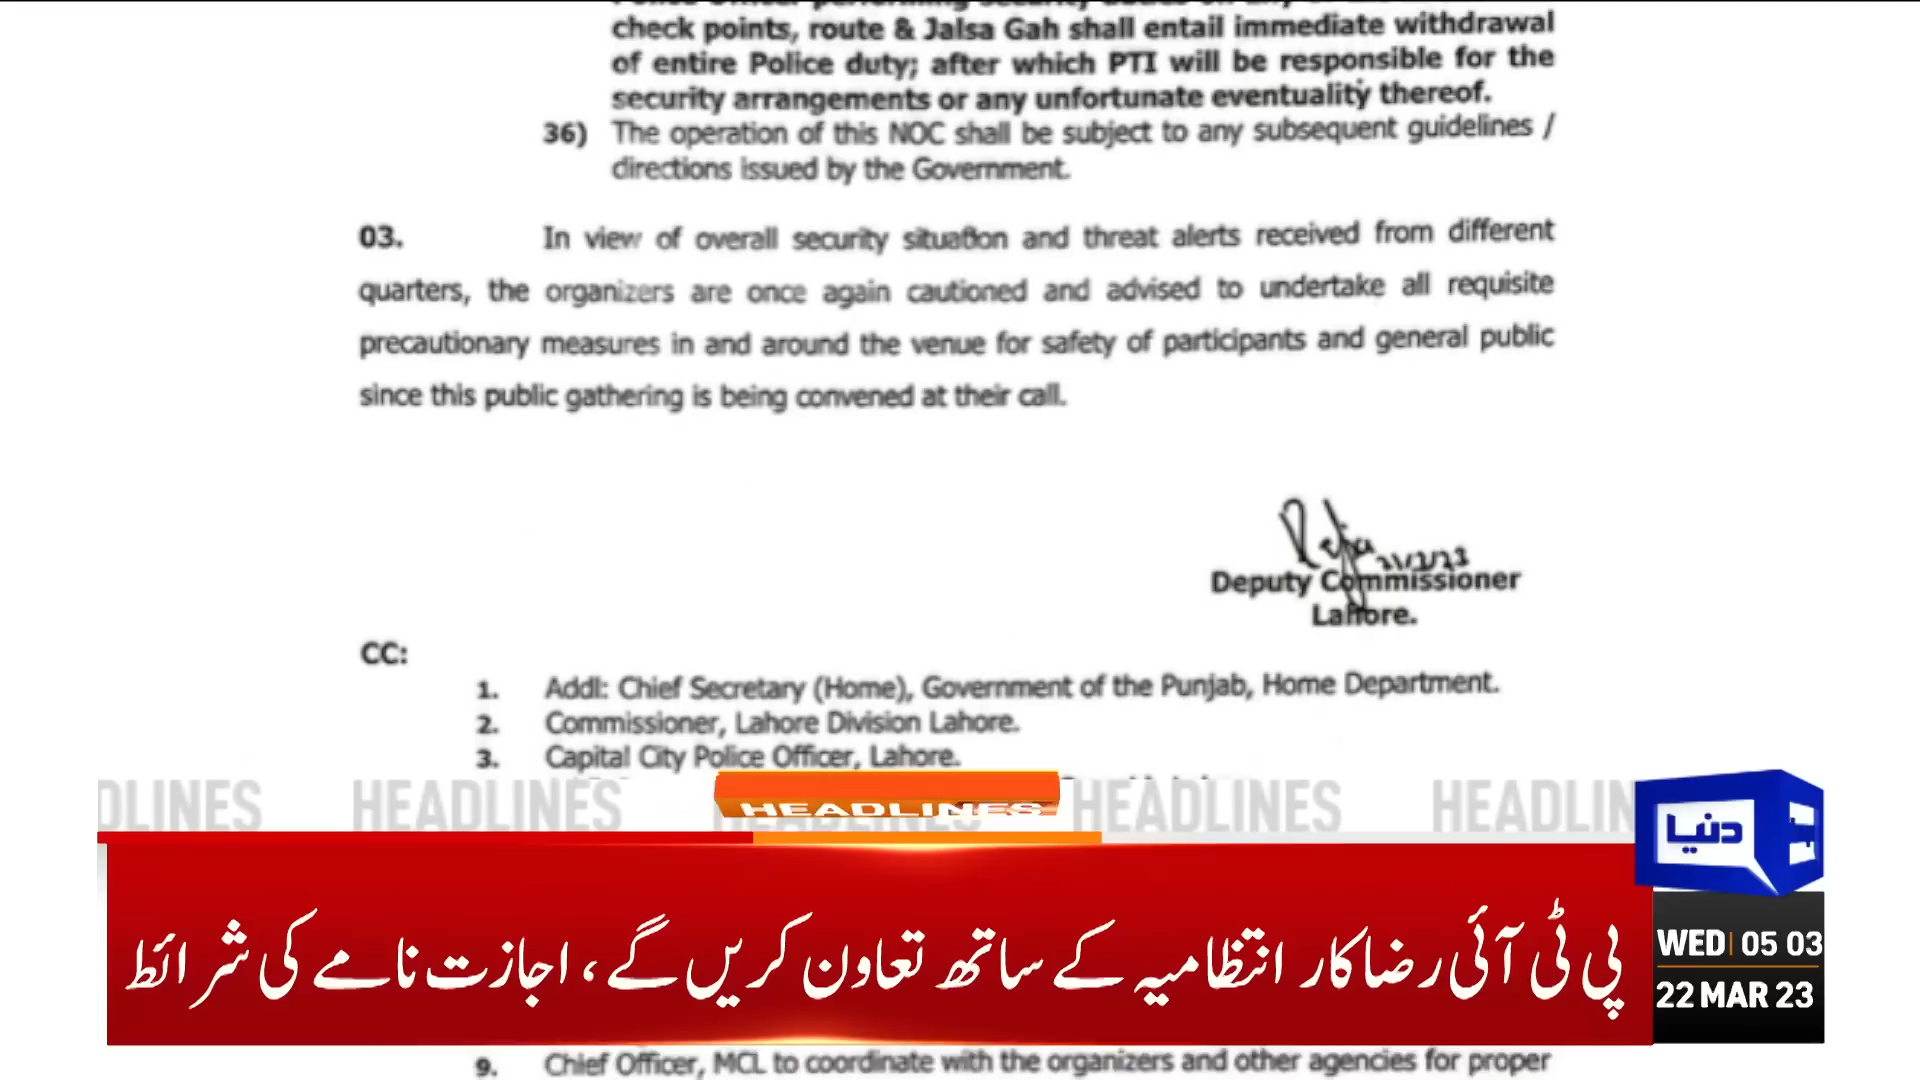 check points, route & Jalsa Gah shall entail immediate withdrawal
of entire Police duty; after which PTI will be responsible for the
security arrangements or any unfortunate eventuality thereof.
36) The operation of this NOC shall be subject to any subsequent guidelines /
directions issued by the Government.
03. In view of overall security situation and threat alerts received from different
quarters, the organizers are once again cautioned and advised to undertake all requisite
precautionary measures in and around the venue for safety of participants and general public
since this public gathering is being convened at their call.
Deputy Commissioner
Lahore.
CC:
1. Addl: Chief Secretary (Home), Government of the Punjab, Home Department.
2. Commissioner, Lahore Division Lahore.
3. Capital City Police Officer, Lahore.
HEADLINES
HEADLINES
دنیا
پی ٹی آئی رضاکار انتظامیہ کے ساتھ تعاون کریں گے، اجازت نامے کی شرائط
WED 05 03
22 MAR 23
9. Chief Officer, MCL to coordinate with the organizers and other agencies for proper